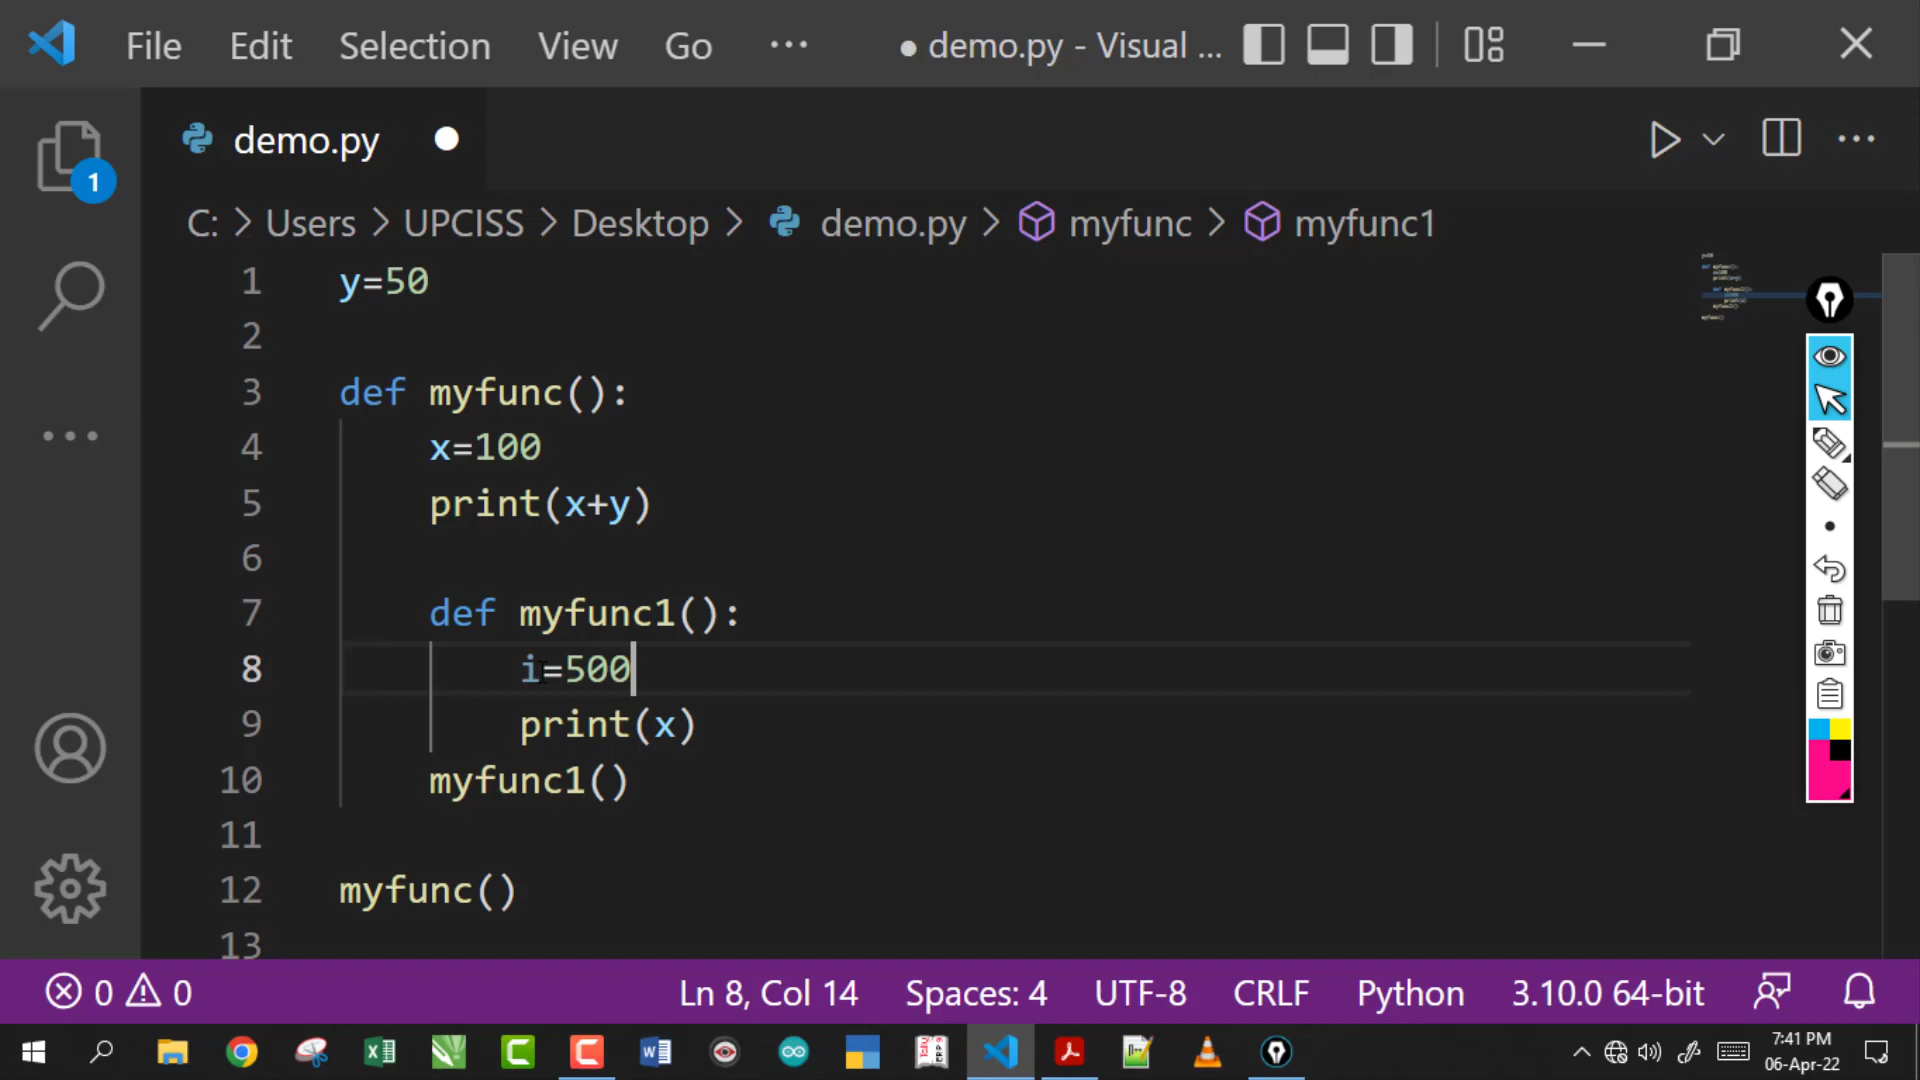 File Edit Selection View Go ··· ● demo.py - Visual ...
demo.py
1
C: > Users > UPCISS > Desktop > demo.py > myfunc > myfunc1
1 y=50
2
3 def myfunc():
4     x=100
5     print(x+y)
6
7     def myfunc1():
8         i=500
9         print(x)
10     myfunc1()
11
12 myfunc()
13
0 0 Ln 8, Col 14 Spaces: 4 UTF-8 CRLF Python 3.10.0 64-bit
7:41 PM
06-Apr-22